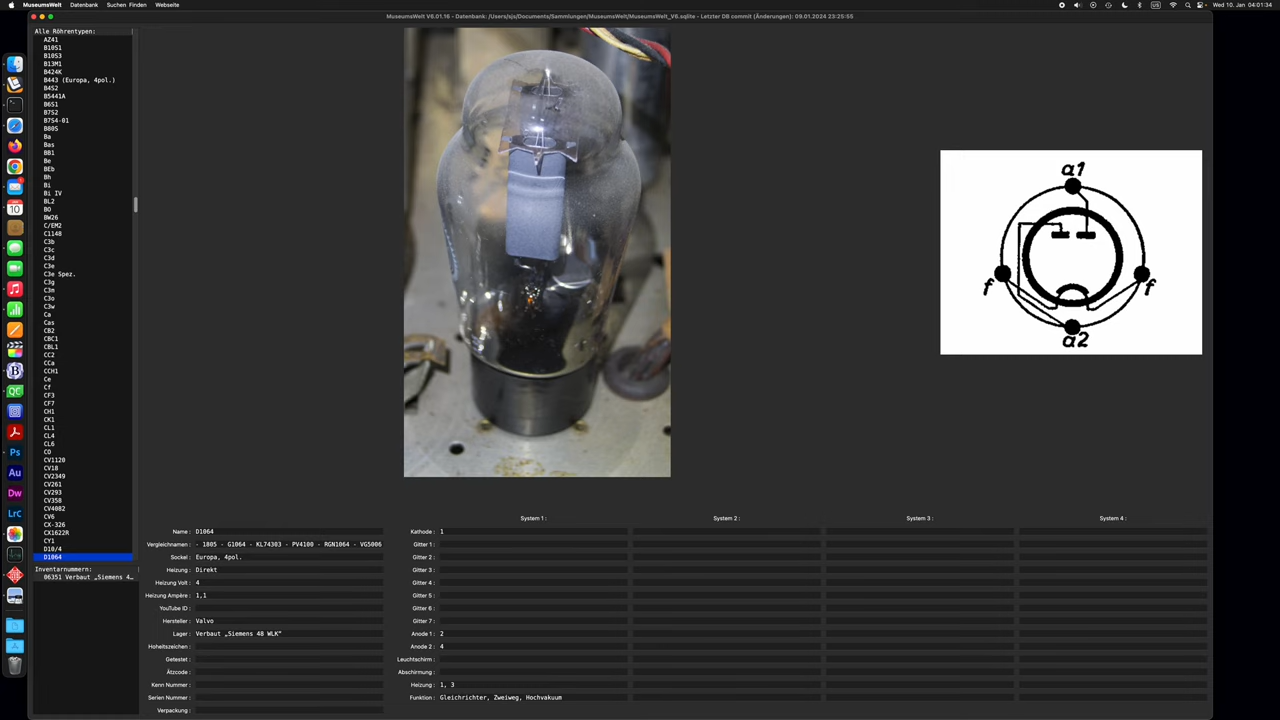 MuseumsWelt Datenbank Suchen Finden Webseite
Wed 10. Jan. 04:01:34
MuseumsWelt V6.01.16 - Datenbank: /Users/sjs/Documents/Sammlungen/MuseumsWelt/MuseumsWelt_V6.sqlite - Letzter DB commit (Änderungen): 09.01.2024 23:25:55
Alle Röhrentypen:
AZ41
B10S1
B10S3
B13M1
B424K
B443 (Europa, 4pol.)
B4S2
B5441A
B6S1
B7S2
B7S4-01
B80S
Ba
Bas
BB1
Be
BEb
Bh
Bi
Bi IV
BL2
BO
BW26
C/EM2
C1148
C3b
C3c
C3d
C3e
C3e Spez.
C3g
C3m
C3o
C3w
Ca
Cas
CB2
CBC1
CBL1
CC2
CCa
CCH1
Ce
Cf
CF3
CF7
CH1
CK1
CL1
CL4
CL6
CO
CV1120
CV18
CV2349
CV261
CV293
CV358
CV4082
CV6
CX-326
CX1622R
CY1
D10/4
D1064
Inventarnummern:
06351 Verbaut „Siemens 4…
a1
f
f
a2
System 1 :
System 2 :
System 3 :
System 4 :
Name : D1064
Vergleichnamen : - 1805 - G1064 - KL74303 - PV4100 - RGN1064 - VG5006
Sockel : Europa, 4pol.
Heizung : Direkt
Heizung Volt : 4
Heizung Ampère : 1,1
YouTube ID :
Hersteller : Valvo
Lager : Verbaut „Siemens 48 WLK“
Hoheitszeichen :
Getestet :
Ätzcode :
Kenn Nummer :
Serien Nummer :
Verpackung :
Kathode : 1
Gitter 1 :
Gitter 2 :
Gitter 3 :
Gitter 4 :
Gitter 5 :
Gitter 6 :
Gitter 7 :
Anode 1 : 2
Anode 2 : 4
Leuchtschirm :
Abschirmung :
Heizung : 1, 3
Funktion : Gleichrichter, Zweiweg, Hochvakuum